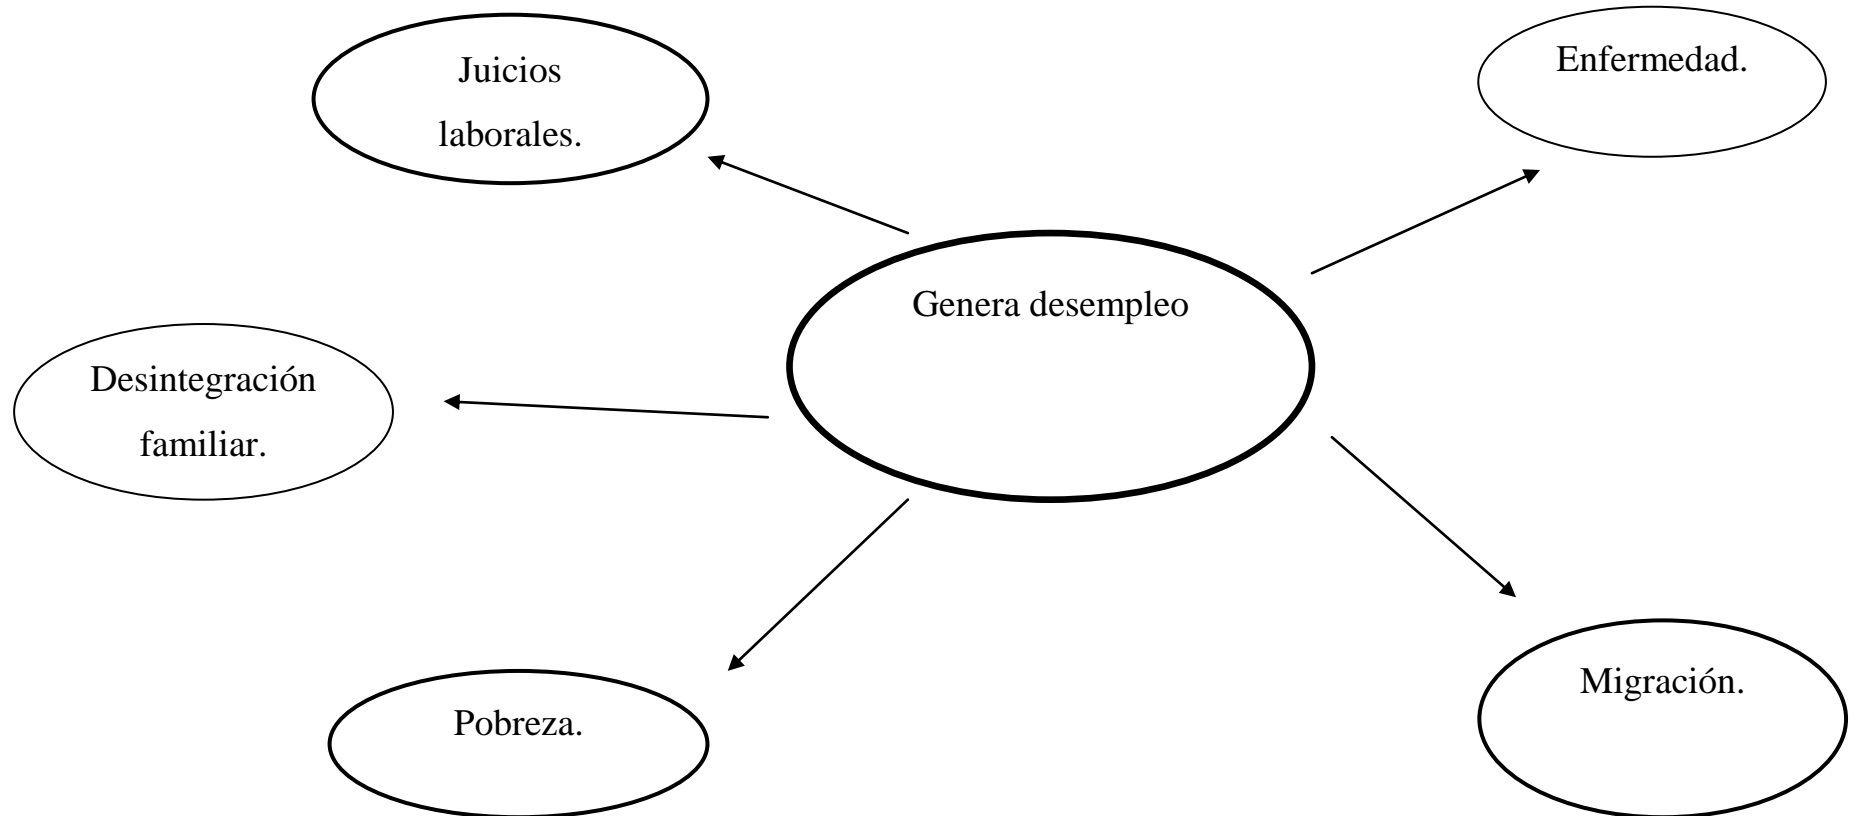 Juicios
laborales.
Enfermedad.
Genera desempleo
Desintegración
familiar.
Migración.
Pobreza.